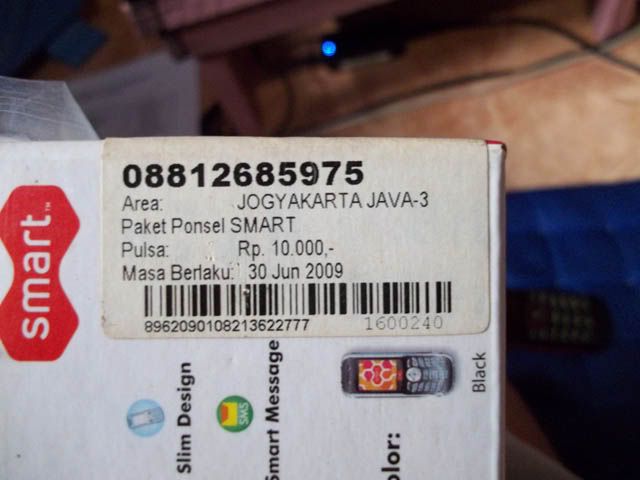 08812685975
Area: JOGYAKARTA JAVA-3
Paket Ponsel SMART
Pulsa: Rp. 10.000,-
Masa Berlaku: 30 Jun 2009
8962090108213622777 1600240
smart™
Slim Design
SMS
Smart Message
Black
olor: